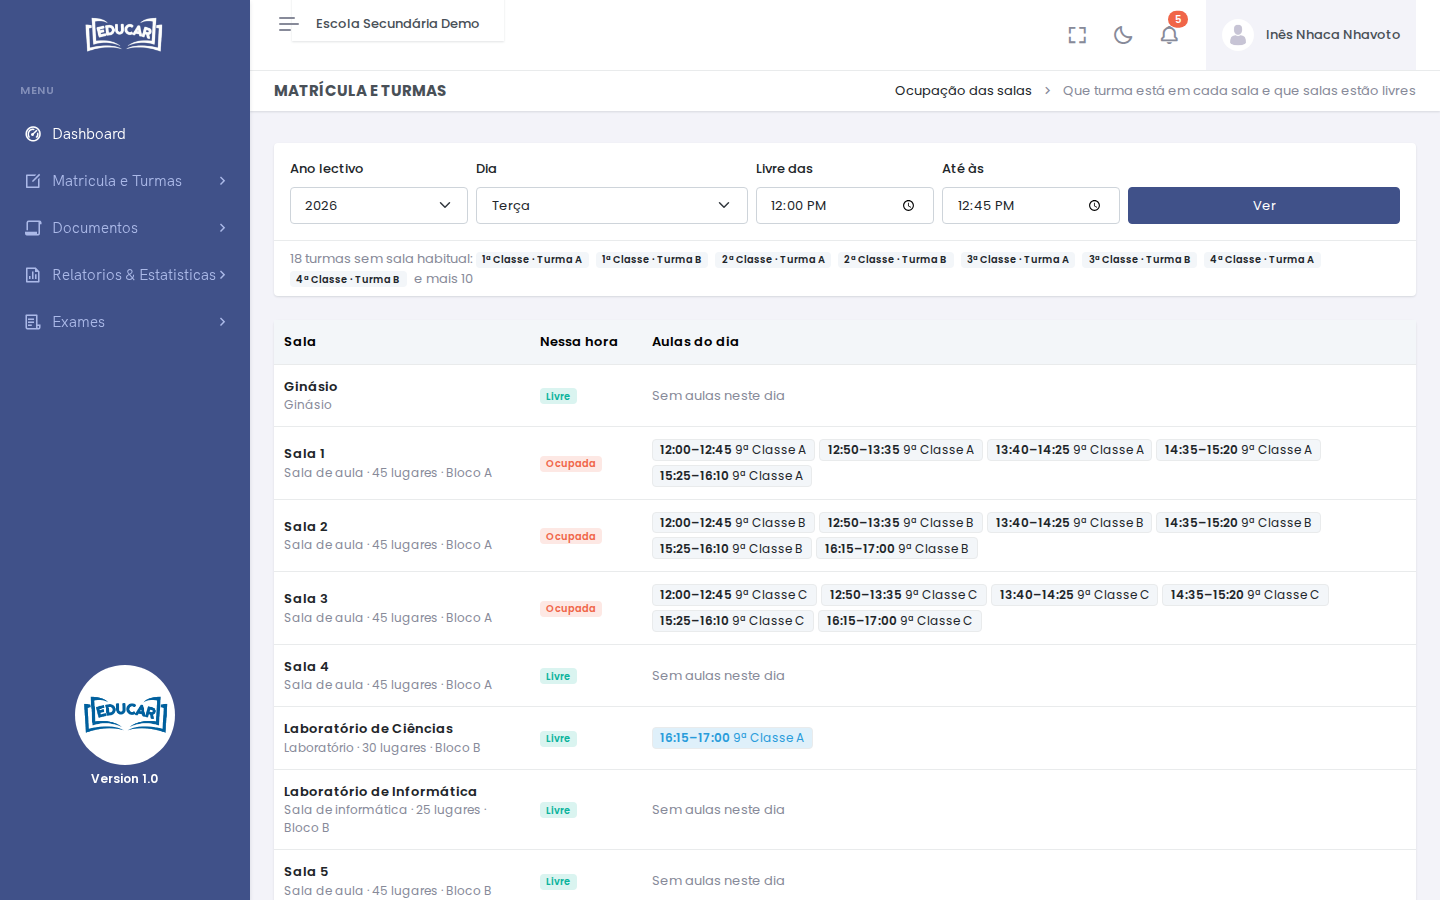 EDUCAR
Escola Secundária Demo
5
Inês Nhaca Nhavoto
MENU
Dashboard
Matricula e Turmas
Documentos
Relatorios & Estatisticas
Exames
EDUCAR
Version 1.0
MATRÍCULA E TURMAS
Ocupação das salas
Que turma está em cada sala e que salas estão livres
Ano lectivo Dia Livre das Até às
2026 Terça 12:00 PM 12:45 PM Ver
18 turmas sem sala habitual: 1ª Classe · Turma A 1ª Classe · Turma B 2ª Classe · Turma A 2ª Classe · Turma B 3ª Classe · Turma A 3ª Classe · Turma B 4ª Classe · Turma A
4ª Classe · Turma B e mais 10
Sala Nessa hora Aulas do dia
Ginásio
Ginásio
Livre
Sem aulas neste dia
Sala 1
Sala de aula · 45 lugares · Bloco A
Ocupada
12:00–12:45 9ª Classe A 12:50–13:35 9ª Classe A 13:40–14:25 9ª Classe A 14:35–15:20 9ª Classe A
15:25–16:10 9ª Classe A
Sala 2
Sala de aula · 45 lugares · Bloco A
Ocupada
12:00–12:45 9ª Classe B 12:50–13:35 9ª Classe B 13:40–14:25 9ª Classe B 14:35–15:20 9ª Classe B
15:25–16:10 9ª Classe B 16:15–17:00 9ª Classe B
Sala 3
Sala de aula · 45 lugares · Bloco A
Ocupada
12:00–12:45 9ª Classe C 12:50–13:35 9ª Classe C 13:40–14:25 9ª Classe C 14:35–15:20 9ª Classe C
15:25–16:10 9ª Classe C 16:15–17:00 9ª Classe C
Sala 4
Sala de aula · 45 lugares · Bloco A
Livre
Sem aulas neste dia
Laboratório de Ciências
Laboratório · 30 lugares · Bloco B
Livre
16:15–17:00 9ª Classe A
Laboratório de Informática
Sala de informática · 25 lugares ·
Bloco B
Livre
Sem aulas neste dia
Sala 5
Sala de aula · 45 lugares · Bloco B
Livre
Sem aulas neste dia